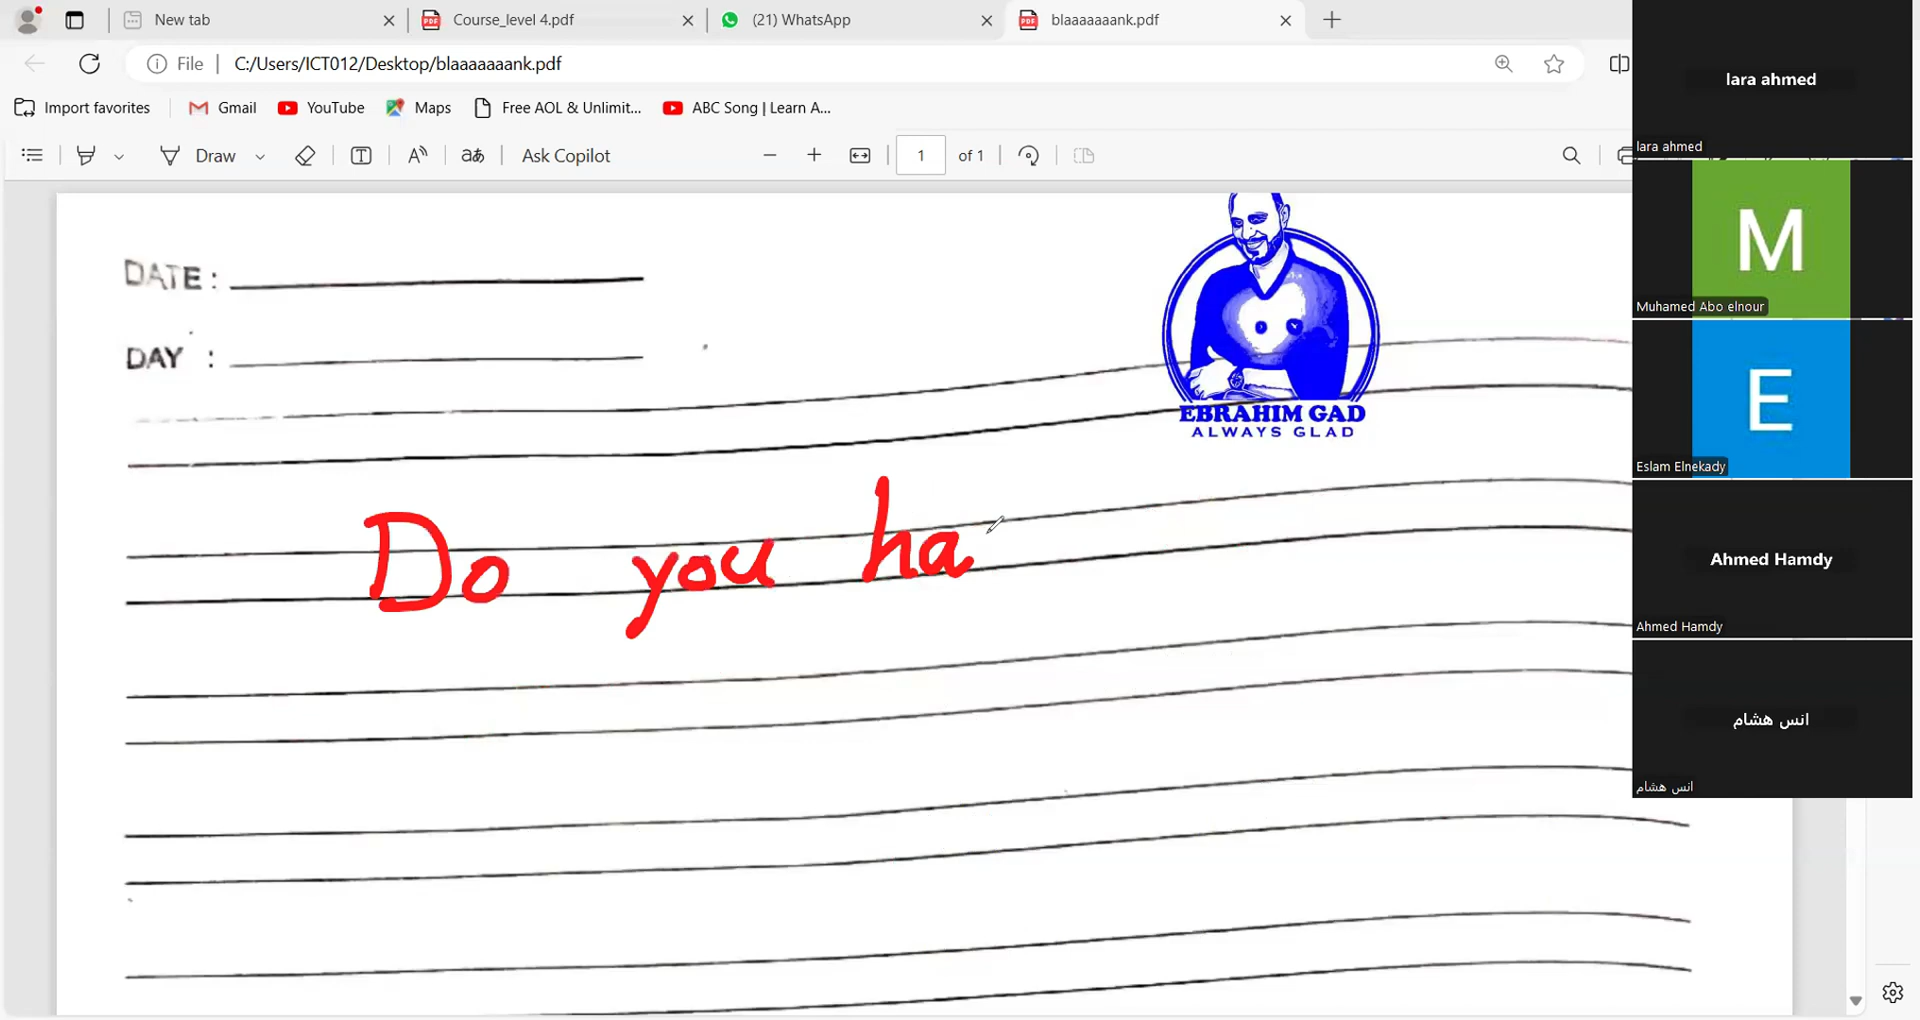 New tab
Course_level 4.pdf
(21) WhatsApp
blaaaaaaank.pdf
File
C:/Users/ICT012/Desktop/blaaaaaaank.pdf
Import favorites
Gmail
YouTube
Maps
Free AOL & Unlimit...
ABC Song | Learn A...
Draw
Ask Copilot
1 of 1
DATE :
DAY :
EBRAHIM GAD
ALWAYS GLAD
Do you ha
lara ahmed
lara ahmed
M
Muhamed Abo elnour
E
Eslam Elnekady
Ahmed Hamdy
Ahmed Hamdy
انس هشام
انس هشام